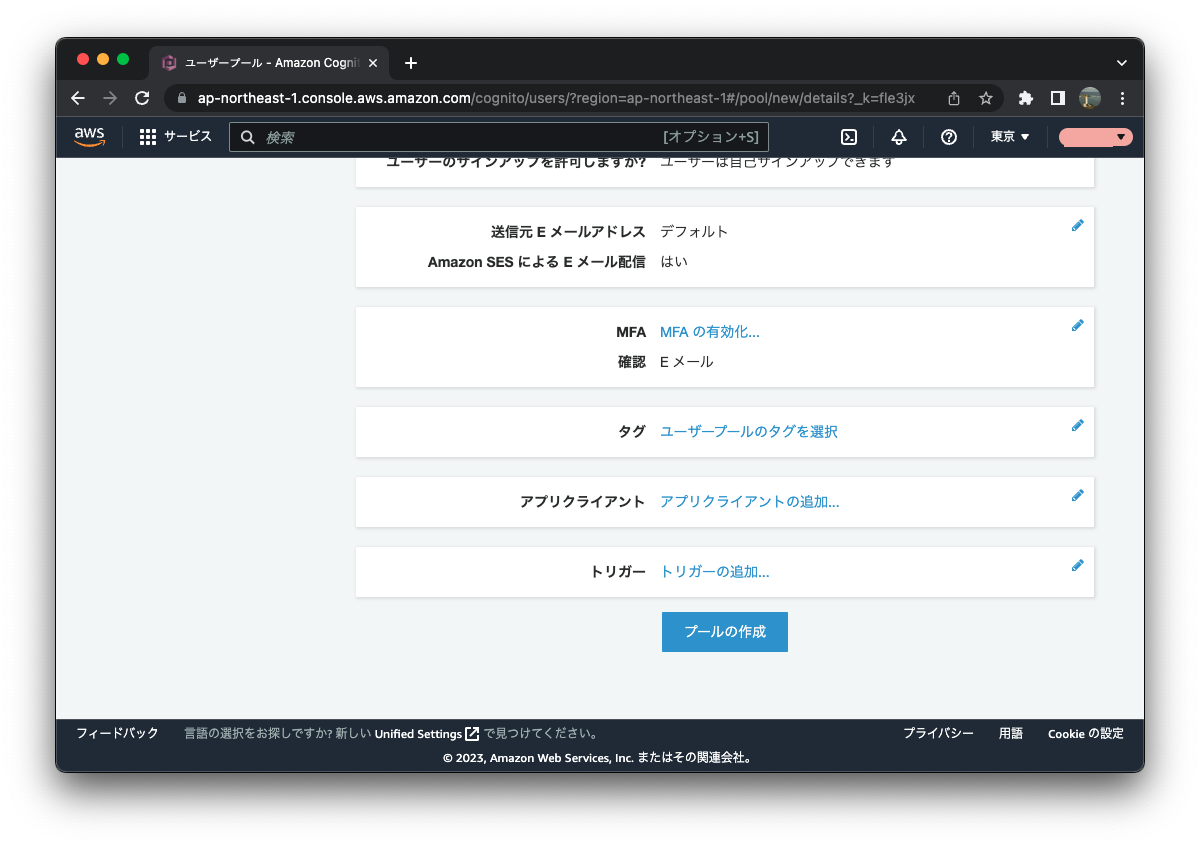 ユーザープール - Amazon Cogni
ap-northeast-1.console.aws.amazon.com/cognito/users/?region=ap-northeast-1#/pool/new/details?_k=fle3jx
aws サービス 検索 [オプション+S] 東京
ユーザーのサインアップを許可しますか? ユーザーは自己サインアップできます
送信元 E メールアドレス デフォルト
Amazon SES による E メール配信 はい
MFA MFA の有効化...
確認 E メール
タグ ユーザープールのタグを選択
アプリクライアント アプリクライアントの追加...
トリガー トリガーの追加...
プールの作成
フィードバック 言語の選択をお探しですか? 新しい Unified Settings で見つけてください。 プライバシー 用語 Cookie の設定
© 2023, Amazon Web Services, Inc. またはその関連会社。